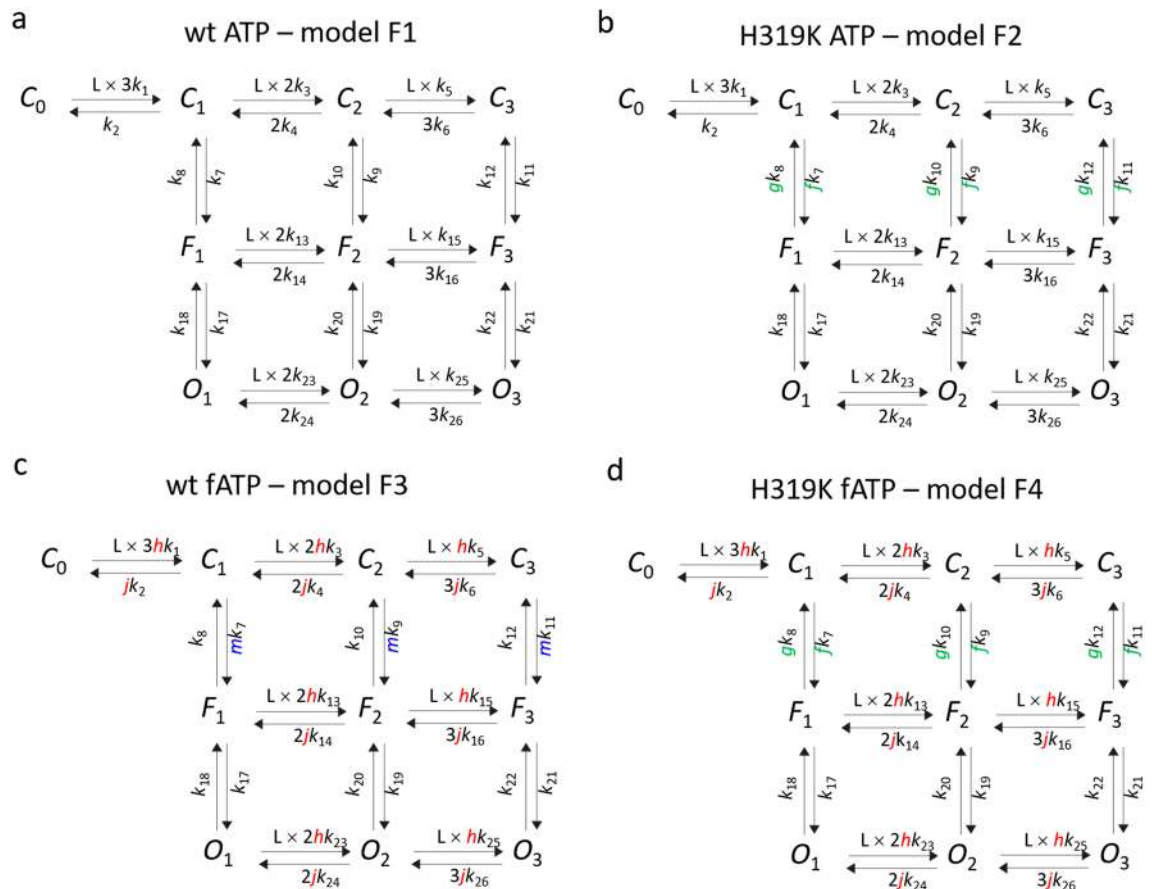 a
wt ATP – model F1
C0 L × 3k1 C1 L × 2k3 C2 L × k5 C3
k2 2k4 3k6
k8 k7 k10 k9 k12 k11
F1 L × 2k13 F2 L × k15 F3
2k14 3k16
k18 k17 k20 k19 k22 k21
O1 L × 2k23 O2 L × k25 O3
2k24 3k26
b
H319K ATP – model F2
C0 L × 3k1 C1 L × 2k3 C2 L × k5 C3
k2 2k4 3k6
gk8 fk7 gk10 fk9 gk12 fk11
F1 L × 2k13 F2 L × k15 F3
2k14 3k16
k18 k17 k20 k19 k22 k21
O1 L × 2k23 O2 L × k25 O3
2k24 3k26
c
wt fATP – model F3
C0 L × 3hk1 C1 L × 2hk3 C2 L × hk5 C3
jk2 2jk4 3jk6
k8 mk7 k10 mk9 k12 mk11
F1 L × 2hk13 F2 L × hk15 F3
2jk14 3jk16
k18 k17 k20 k19 k22 k21
O1 L × 2hk23 O2 L × hk25 O3
2jk24 3jk26
d
H319K fATP – model F4
C0 L × 3hk1 C1 L × 2hk3 C2 L × hk5 C3
jk2 2jk4 3jk6
gk8 fk7 gk10 fk9 gk12 fk11
F1 L × 2hk13 F2 L × hk15 F3
2jk14 3jk16
k18 k17 k20 k19 k22 k21
O1 L × 2hk23 O2 L × hk25 O3
2jk24 3jk26